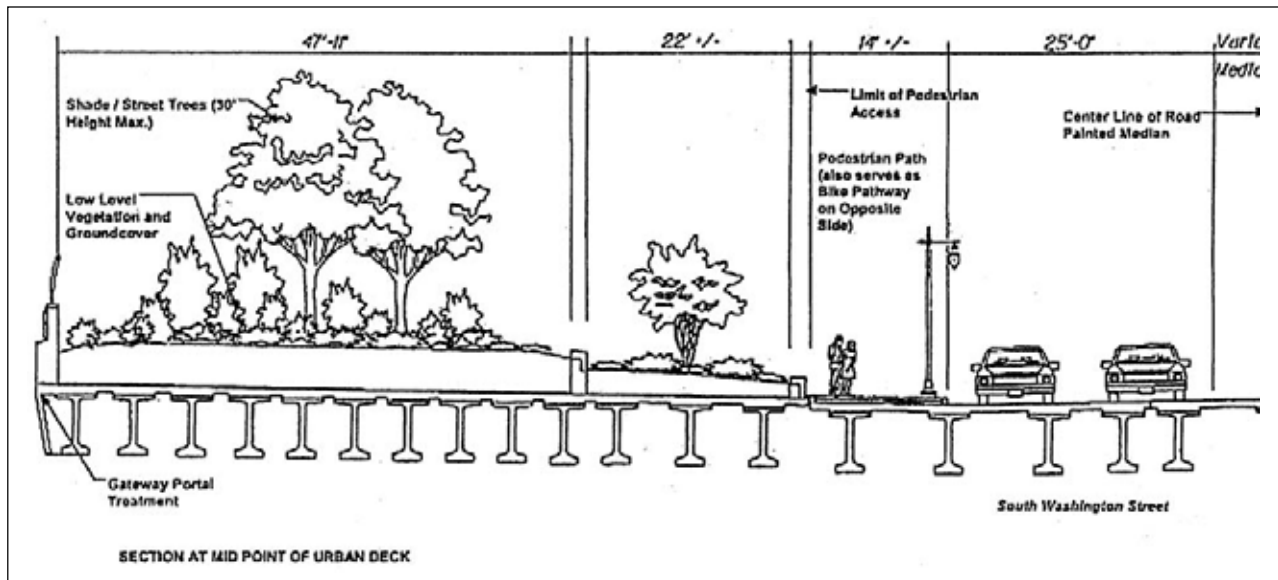 47'-11" 22' +/- 14' +/- 25'-0"
Shade / Street Trees (30'
Height Max.)
Limit of Pedestrian
Access
Center Line of Road
Painted Median
Low Level
Vegetation and
Groundcover
Pedestrian Path
(also serves as
Bike Pathway
on Opposite
Side)
Gateway Portal
Treatment
South Washington Street
SECTION AT MID POINT OF URBAN DECK